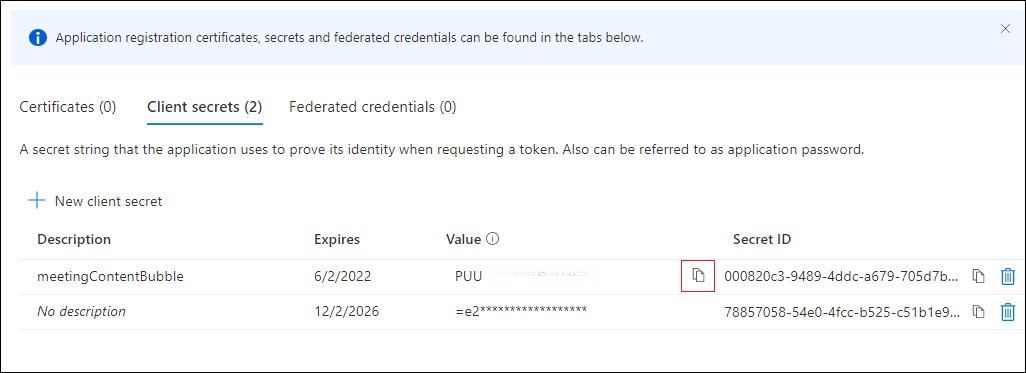 Application registration certificates, secrets and federated credentials can be found in the tabs below.
Certificates (0) Client secrets (2) Federated credentials (0)
A secret string that the application uses to prove its identity when requesting a token. Also can be referred to as application password.
New client secret
Description Expires Value Secret ID
meetingContentBubble 6/2/2022 PUU 000820c3-9489-4ddc-a679-705d7b...
No description 12/2/2026 =e2****************** 78857058-54e0-4fcc-b525-c51b1e9...